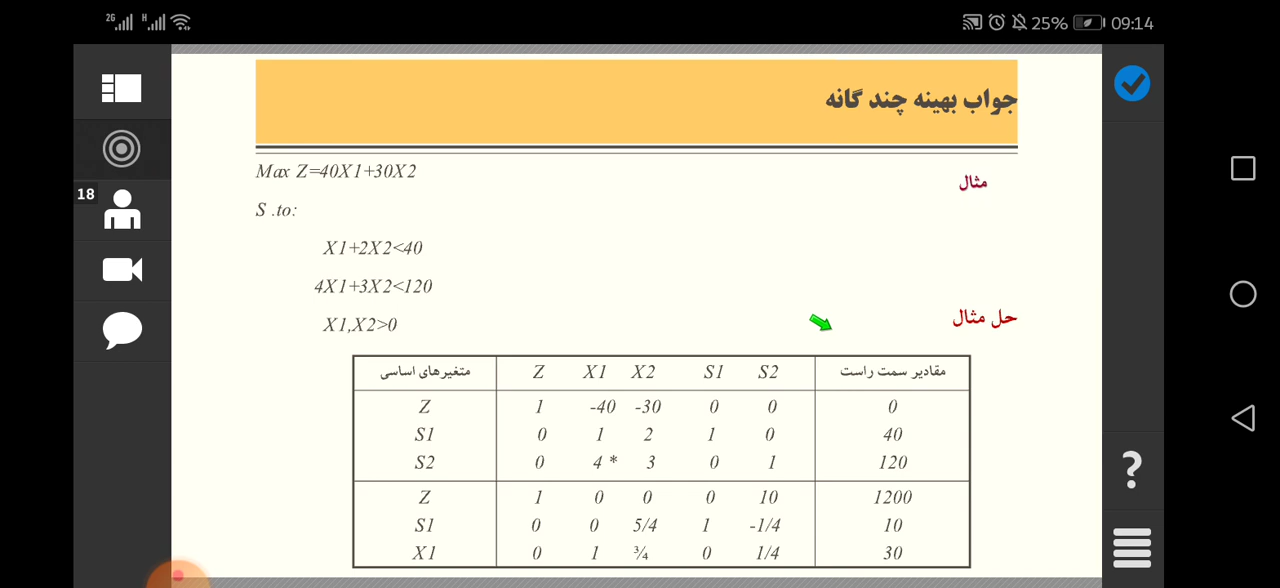 2G H 25% 09:14
18
جواب بهینه چند گانه
Max Z=40X1+30X2
مثال
S .to:
X1+2X2<40
4X1+3X2<120
X1,X2>0
حل مثال
متغیرهای اساسی Z X1 X2 S1 S2 مقادیر سمت راست
Z 1 -40 -30 0 0 0
S1 0 1 2 1 0 40
S2 0 4 * 3 0 1 120
Z 1 0 0 0 10 1200
S1 0 0 5/4 1 -1/4 10
X1 0 1 ¾ 0 1/4 30
?